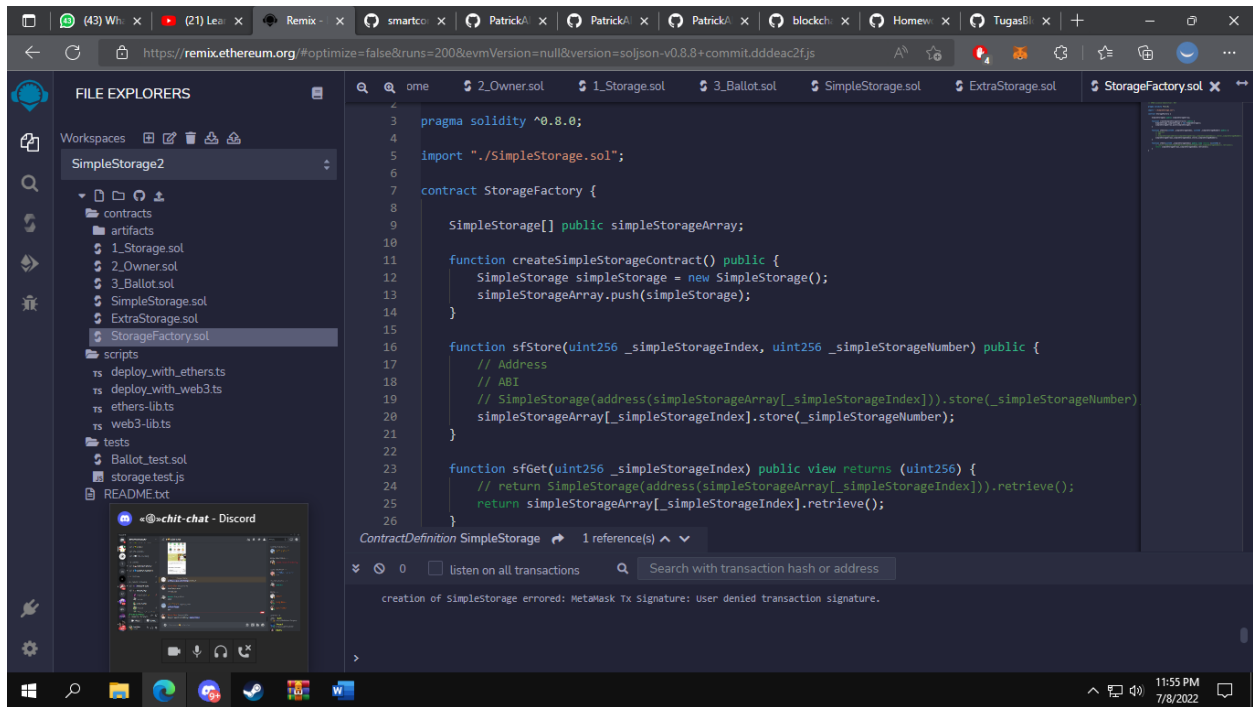 (43) Wh
(21) Lear
Remix -
smartco
PatrickAl
PatrickAl
PatrickA
blockcha
Homew
TugasBl
https://remix.ethereum.org/#optimize=false&runs=200&evmVersion=null&version=soljson-v0.8.8+commit.dddeac2f.js
4
FILE EXPLORERS
Workspaces
SimpleStorage2
contracts
artifacts
1_Storage.sol
2_Owner.sol
3_Ballot.sol
SimpleStorage.sol
ExtraStorage.sol
StorageFactory.sol
scripts
TS deploy_with_ethers.ts
TS deploy_with_web3.ts
TS ethers-lib.ts
TS web3-lib.ts
tests
Ballot_test.sol
storage.test.js
README.txt
«@»chit-chat - Discord
ome 2_Owner.sol 1_Storage.sol 3_Ballot.sol SimpleStorage.sol ExtraStorage.sol StorageFactory.sol
2
3 pragma solidity ^0.8.0;
4
5 import "./SimpleStorage.sol";
6
7 contract StorageFactory {
8
9 SimpleStorage[] public simpleStorageArray;
10
11 function createSimpleStorageContract() public {
12 SimpleStorage simpleStorage = new SimpleStorage();
13 simpleStorageArray.push(simpleStorage);
14 }
15
16 function sfStore(uint256 _simpleStorageIndex, uint256 _simpleStorageNumber) public {
17 // Address
18 // ABI
19 // SimpleStorage(address(simpleStorageArray[_simpleStorageIndex])).store(_simpleStorageNumber)
20 simpleStorageArray[_simpleStorageIndex].store(_simpleStorageNumber);
21 }
22
23 function sfGet(uint256 _simpleStorageIndex) public view returns (uint256) {
24 // return SimpleStorage(address(simpleStorageArray[_simpleStorageIndex])).retrieve();
25 return simpleStorageArray[_simpleStorageIndex].retrieve();
26 }
ContractDefinition SimpleStorage 1 reference(s)
0 listen on all transactions Search with transaction hash or address
creation of SimpleStorage errored: MetaMask Tx Signature: User denied transaction signature.
>
9+
11:55 PM
7/8/2022